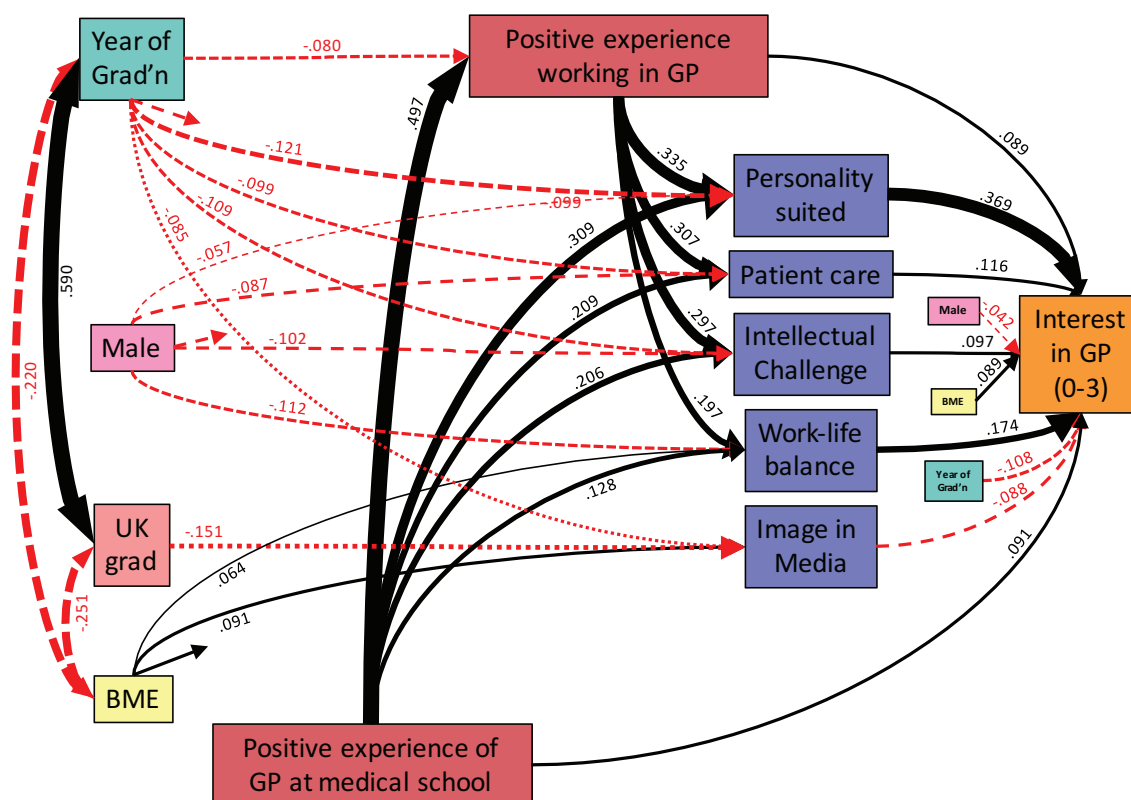 Year of
Grad'n
-.080
Positive experience
working in GP
.497
.089
-.121
.335
Personality
suited
.369
-.099
-.099
-.109
-.085
.309
.307
-.057
Patient care
.116
.590
-.087
.209
.297
Male
-.042
Interest
in GP
(0-3)
Male
-.102
Intellectual
Challenge
.097
.089
BME
-.220
.206
-.112
.197
Work-life
balance
.174
Year of
Grad'n
-.108
.128
-.088
UK
grad
-.151
Image in
Media
.064
.091
-.251
.091
BME
Positive experience of
GP at medical school